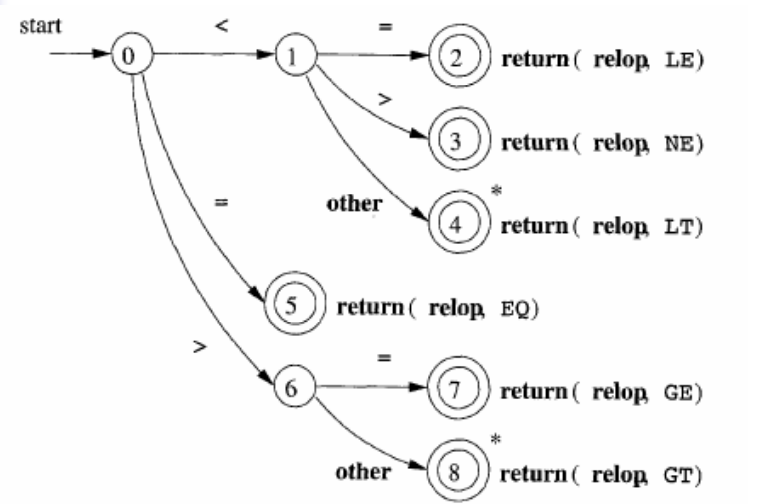 start
0 < 1 = 2 return( relop, LE)
> 3 return( relop, NE)
other 4 * return( relop, LT)
= 5 return( relop, EQ)
> 6 = 7 return( relop, GE)
other 8 * return( relop, GT)